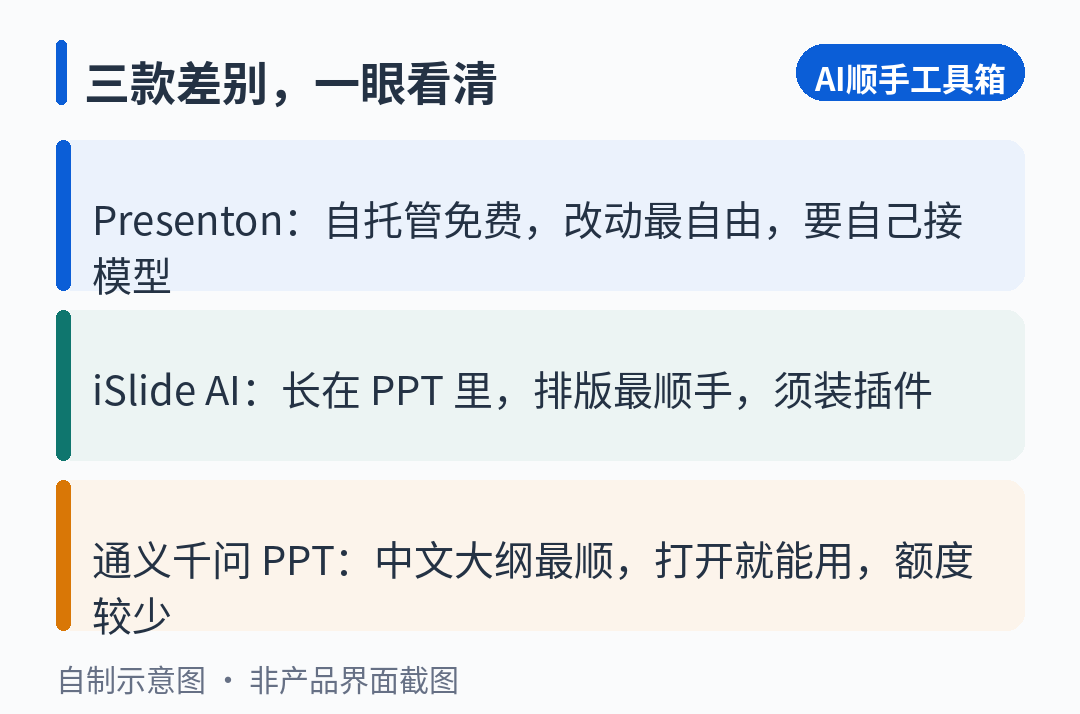 三款差别，一眼看清
AI顺手工具箱
Presenton：自托管免费，改动最自由，要自己接
模型
iSlide AI：长在 PPT 里，排版最顺手，须装插件
通义千问 PPT：中文大纲最顺，打开就能用，额度
较少
自制示意图 · 非产品界面截图